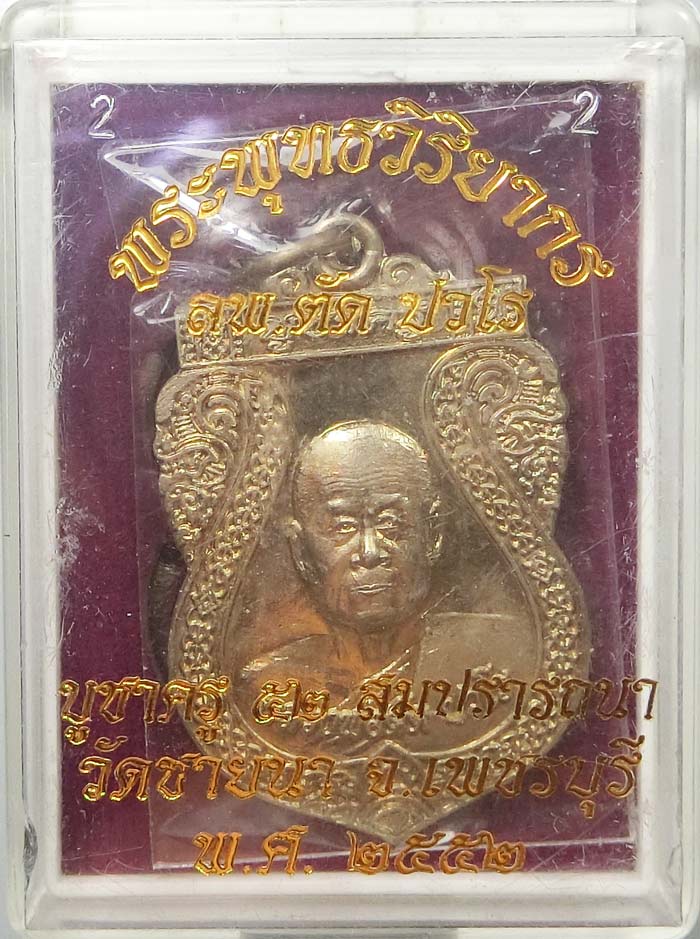 2 2
พระพุทธวิริยากร
ลพ.ตัด ปวโร
บูชาครู ๕๒ สมปรารถนา
วัดชายนา จ.เพชรบุรี
พ.ศ. ๒๕๕๒